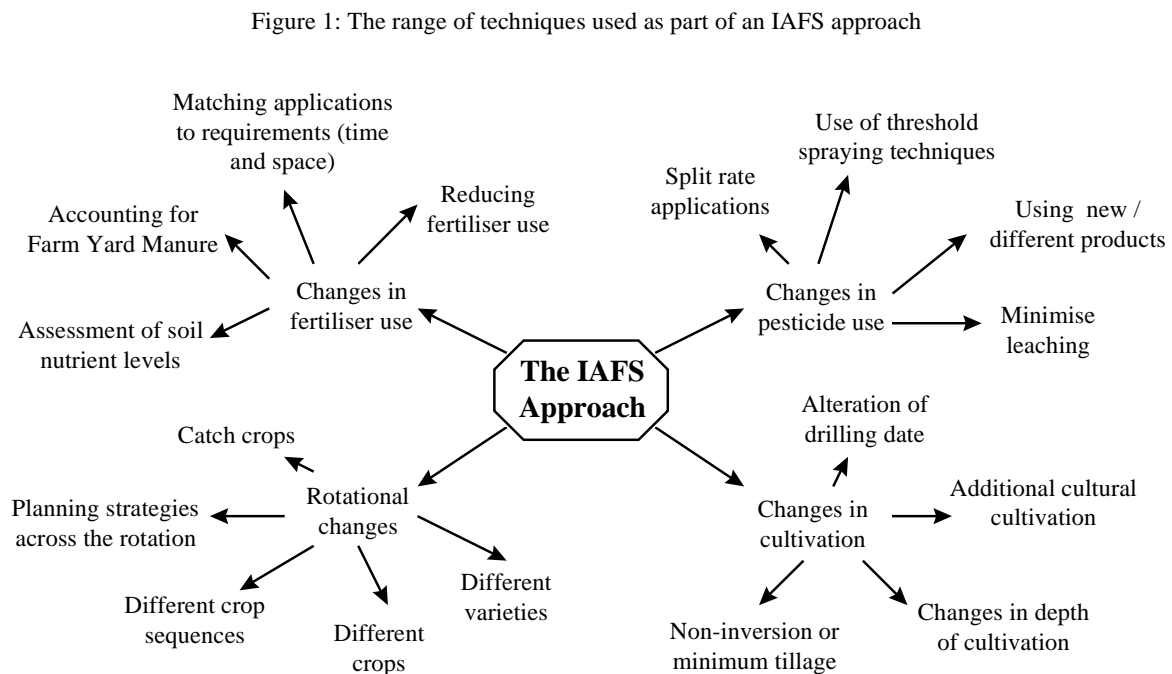 Figure 1: The range of techniques used as part of an IAFS approach
Matching applications
to requirements (time
and space)
Reducing
fertiliser use
Accounting for
Farm Yard Manure
Changes in
fertiliser use
Assessment of soil
nutrient levels
Use of threshold
spraying techniques
Split rate
applications
Using new /
different products
Changes in
pesticide use
Minimise
leaching
The IAFS
Approach
Catch crops
Rotational
changes
Planning strategies
across the rotation
Different
varieties
Different crop
sequences
Different
crops
Alteration of
drilling date
Additional cultural
cultivation
Changes in
cultivation
Changes in depth
of cultivation
Non-inversion or
minimum tillage